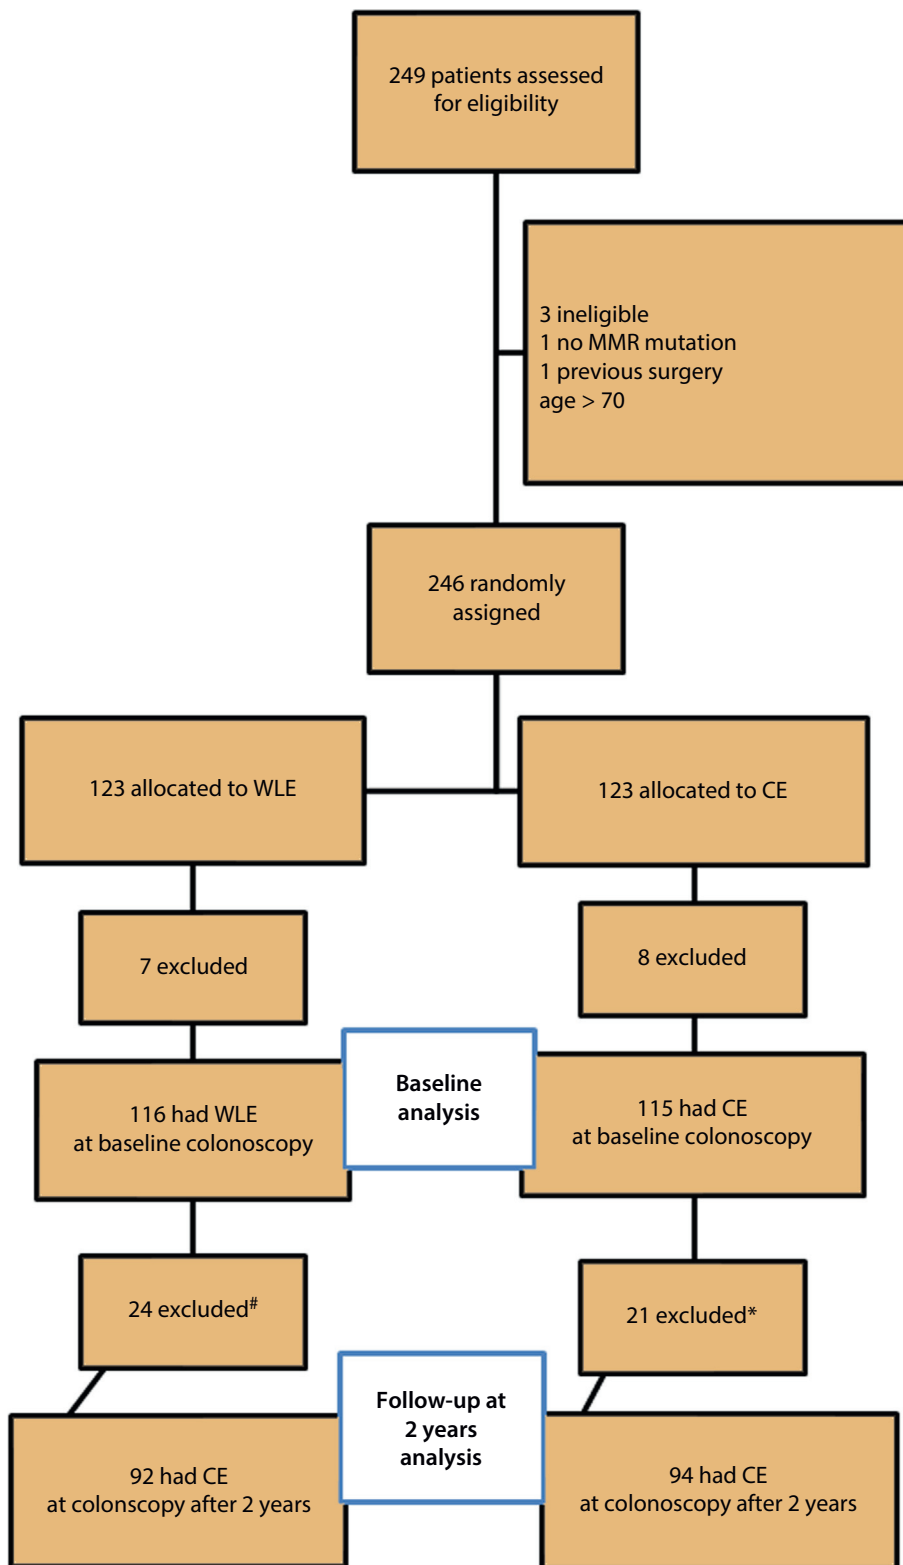 249 patients assessed
for eligibility
3 ineligible
1 no MMR mutation
1 previous surgery
age > 70
246 randomly
assigned
123 allocated to WLE
123 allocated to CE
7 excluded
8 excluded
Baseline
analysis
116 had WLE
at baseline colonoscopy
115 had CE
at baseline colonoscopy
24 excluded#
21 excluded*
Follow-up at
2 years
analysis
92 had CE
at colonscopy after 2 years
94 had CE
at colonoscopy after 2 years